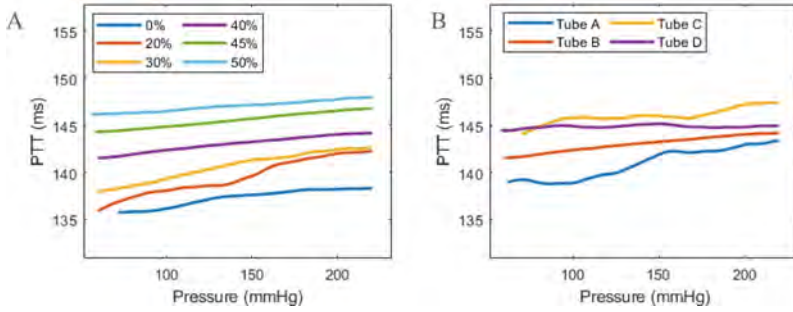 A
0% 40%
20% 45%
30% 50%
155
150
145
140
135
PTT (ms)
100 150 200
Pressure (mmHg)
B
Tube A Tube C
Tube B Tube D
155
150
145
140
135
PTT (ms)
100 150 200
Pressure (mmHg)